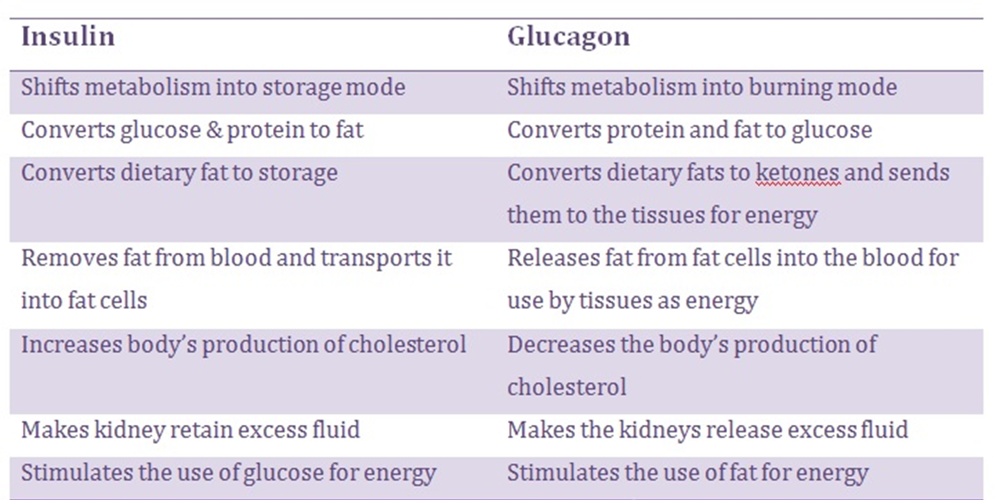 Insulin Glucagon
Shifts metabolism into storage mode Shifts metabolism into burning mode
Converts glucose & protein to fat Converts protein and fat to glucose
Converts dietary fat to storage Converts dietary fats to ketones and sends
them to the tissues for energy
Removes fat from blood and transports it Releases fat from fat cells into the blood for
into fat cells use by tissues as energy
Increases body’s production of cholesterol Decreases the body’s production of
cholesterol
Makes kidney retain excess fluid Makes the kidneys release excess fluid
Stimulates the use of glucose for energy Stimulates the use of fat for energy